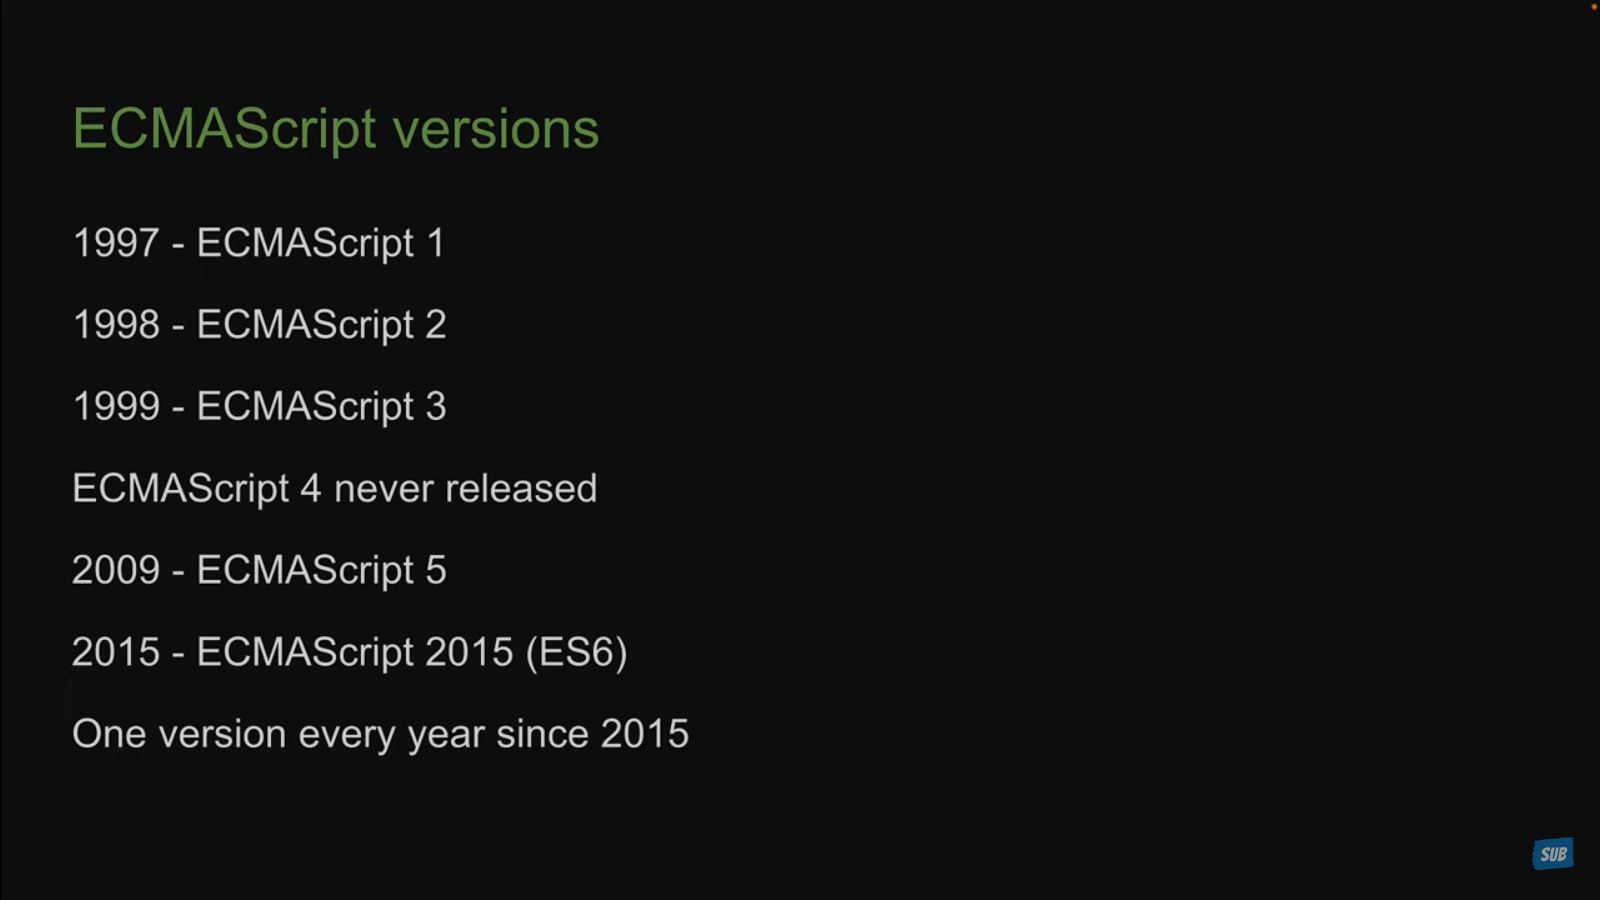 ECMAScript versions
1997 - ECMAScript 1
1998 - ECMAScript 2
1999 - ECMAScript 3
ECMAScript 4 never released
2009 - ECMAScript 5
2015 - ECMAScript 2015 (ES6)
One version every year since 2015
SUB